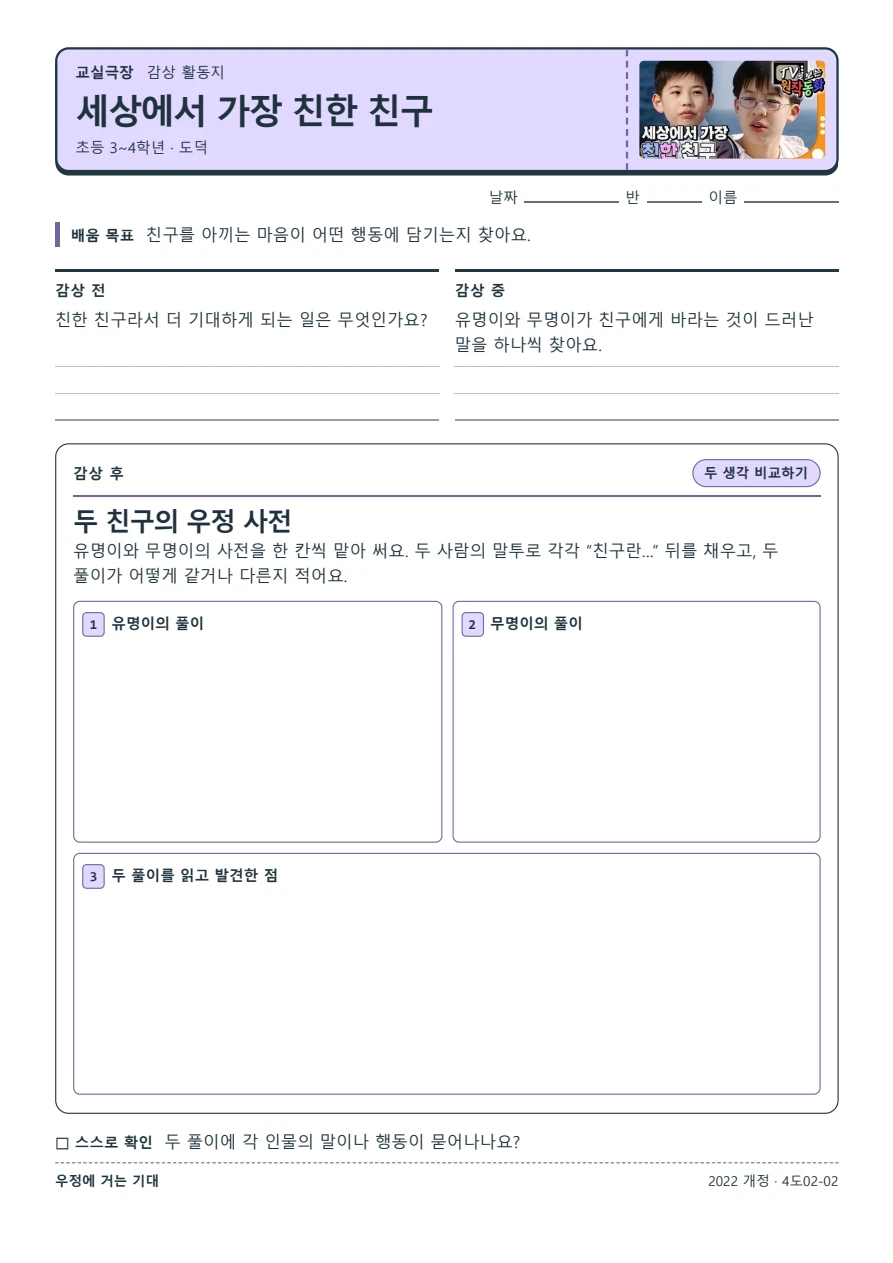 교실극장 감상 활동지
세상에서 가장 친한 친구
초등 3~4학년 · 도덕
TV로 보는
원작동화
세상에서 가장
친한 친구
날짜 반 이름
배움 목표 친구를 아끼는 마음이 어떤 행동에 담기는지 찾아요.
감상 전
친한 친구라서 더 기대하게 되는 일은 무엇인가요?
감상 중
유명이와 무명이가 친구에게 바라는 것이 드러난
말을 하나씩 찾아요.
감상 후
두 생각 비교하기
두 친구의 우정 사전
유명이와 무명이의 사전을 한 칸씩 맡아 써요. 두 사람의 말투로 각각 “친구란…” 뒤를 채우고, 두
풀이가 어떻게 같거나 다른지 적어요.
1 유명이의 풀이
2 무명이의 풀이
3 두 풀이를 읽고 발견한 점
□ 스스로 확인 두 풀이에 각 인물의 말이나 행동이 묻어나나요?
우정에 거는 기대
2022 개정 · 4도02-02